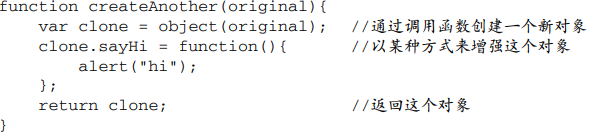 function createAnother(original){
    var clone = object(original);  //通过调用函数创建一个新对象
    clone.sayHi = function(){      //以某种方式来增强这个对象
        alert("hi");
    };
    return clone;                  //返回这个对象
}